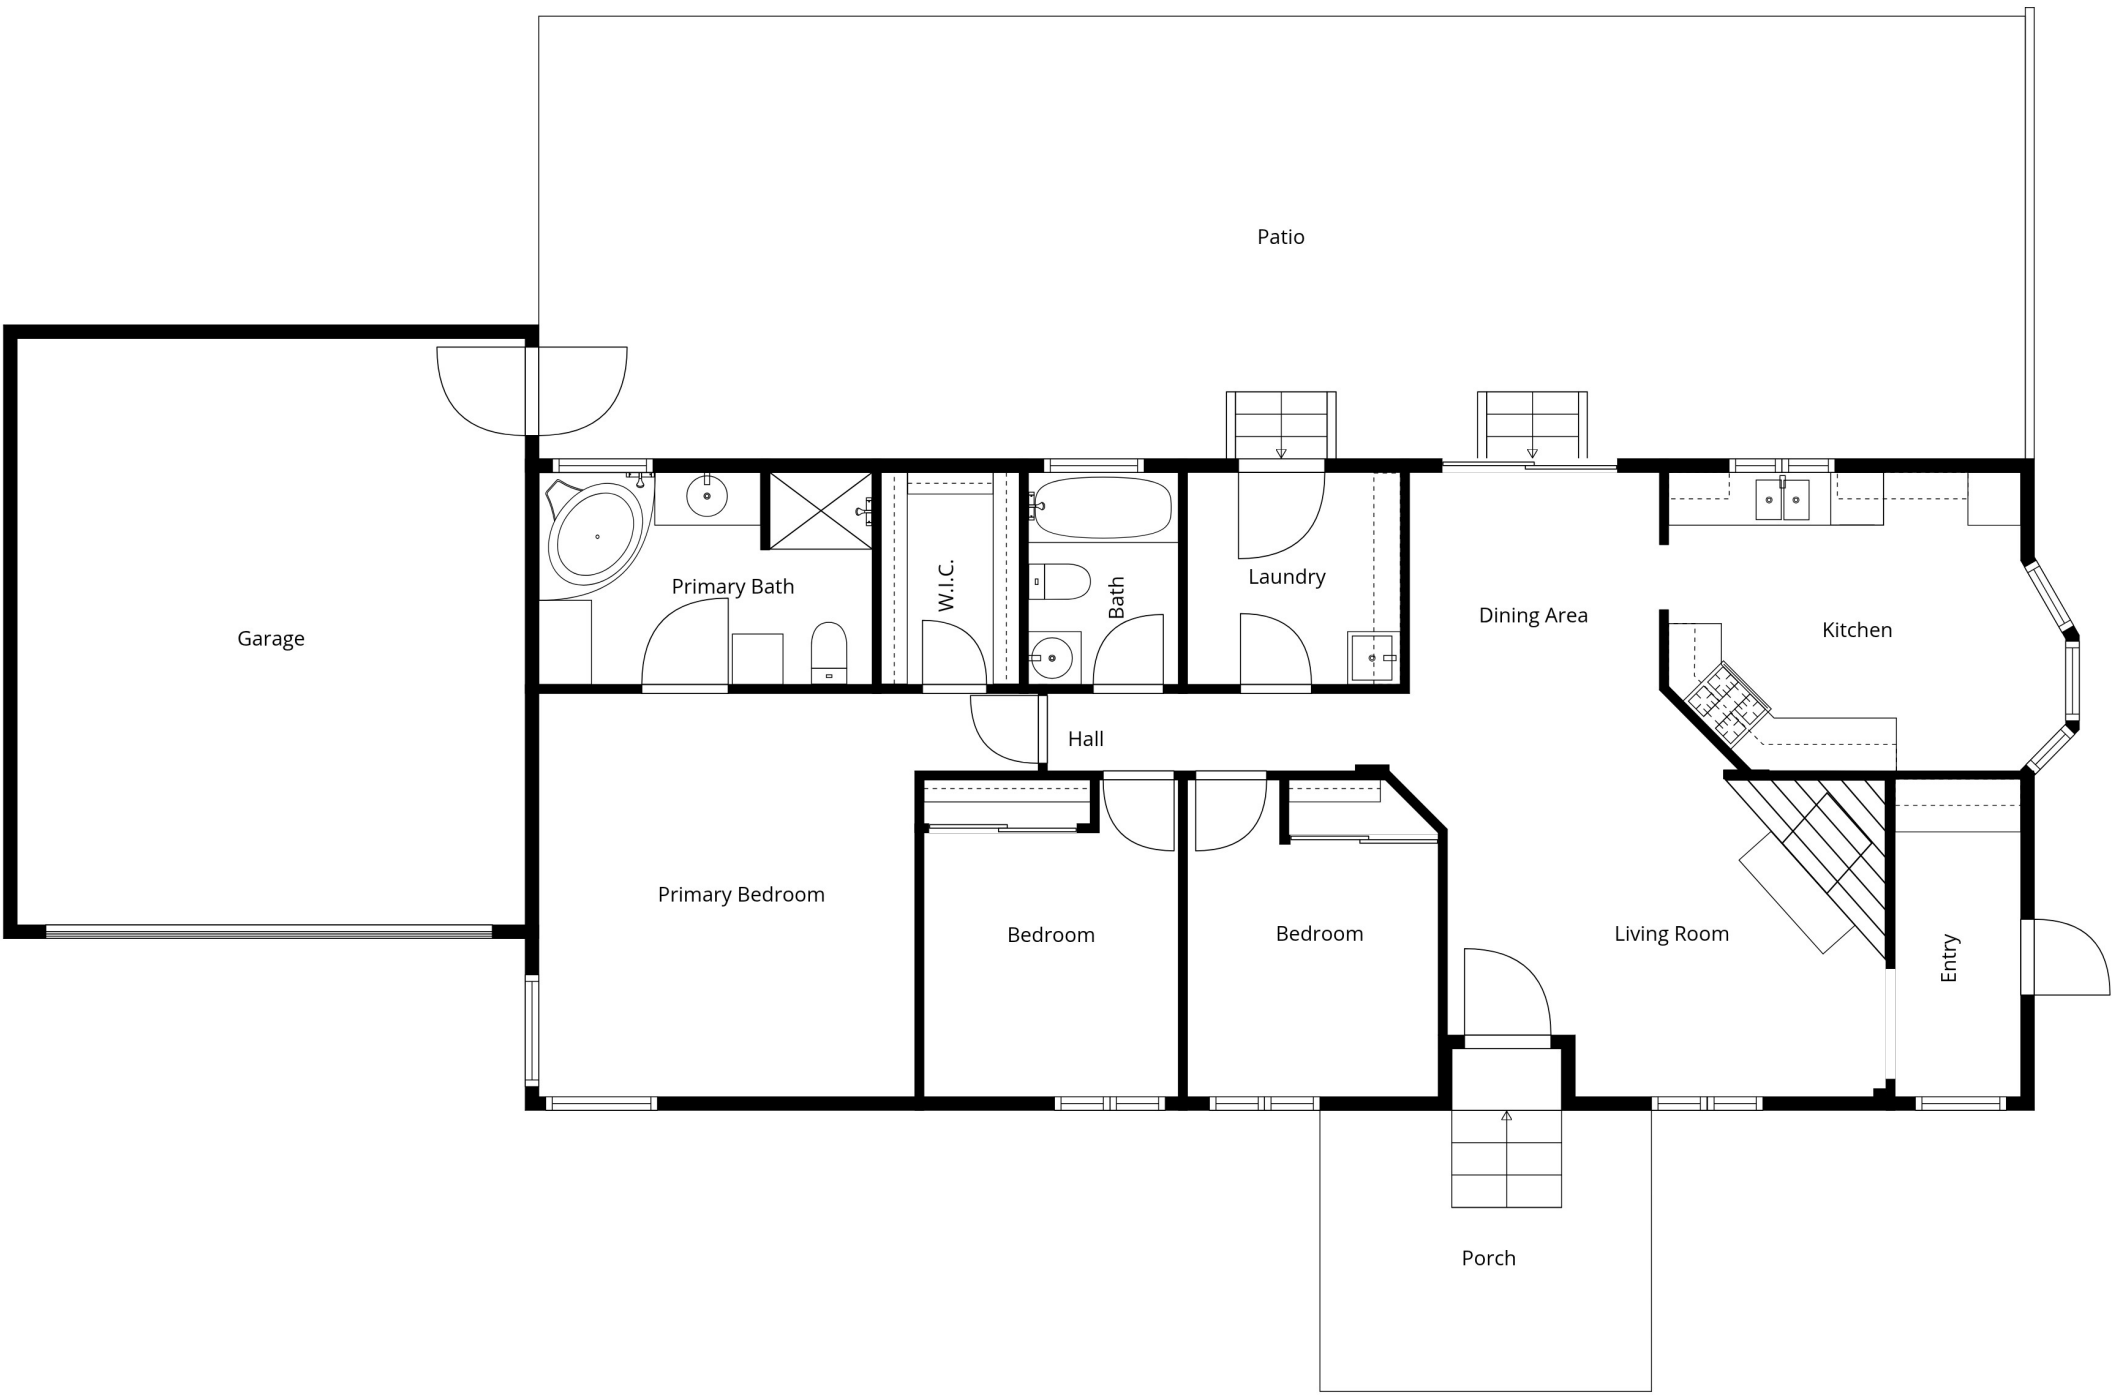 Patio
Garage
Primary Bath
W.I.C.
Bath
Laundry
Dining Area
Kitchen
Hall
Primary Bedroom
Bedroom
Bedroom
Living Room
Entry
Porch